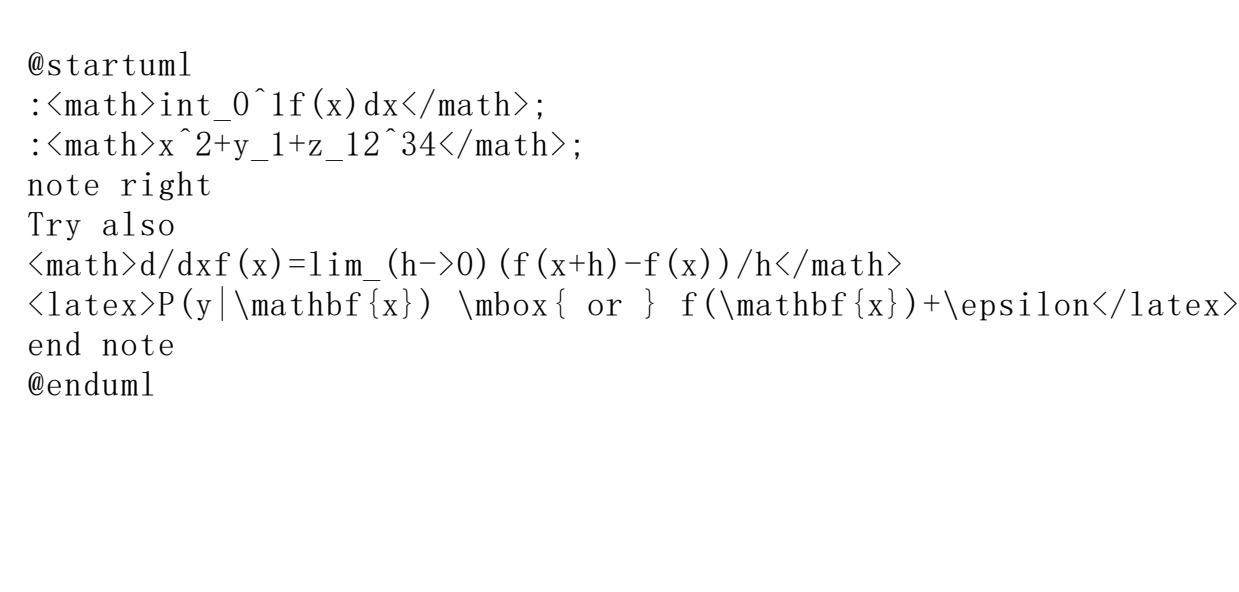 @startuml
:<math>int_0^1f(x)dx</math>;
:<math>x^2+y_1+z_12^34</math>;
note right
Try also
<math>d/dxf(x)=lim_(h->0)(f(x+h)-f(x))/h</math>
<latex>P(y|\mathbf{x}) \mbox{ or } f(\mathbf{x})+\epsilon</latex>
end note
@enduml